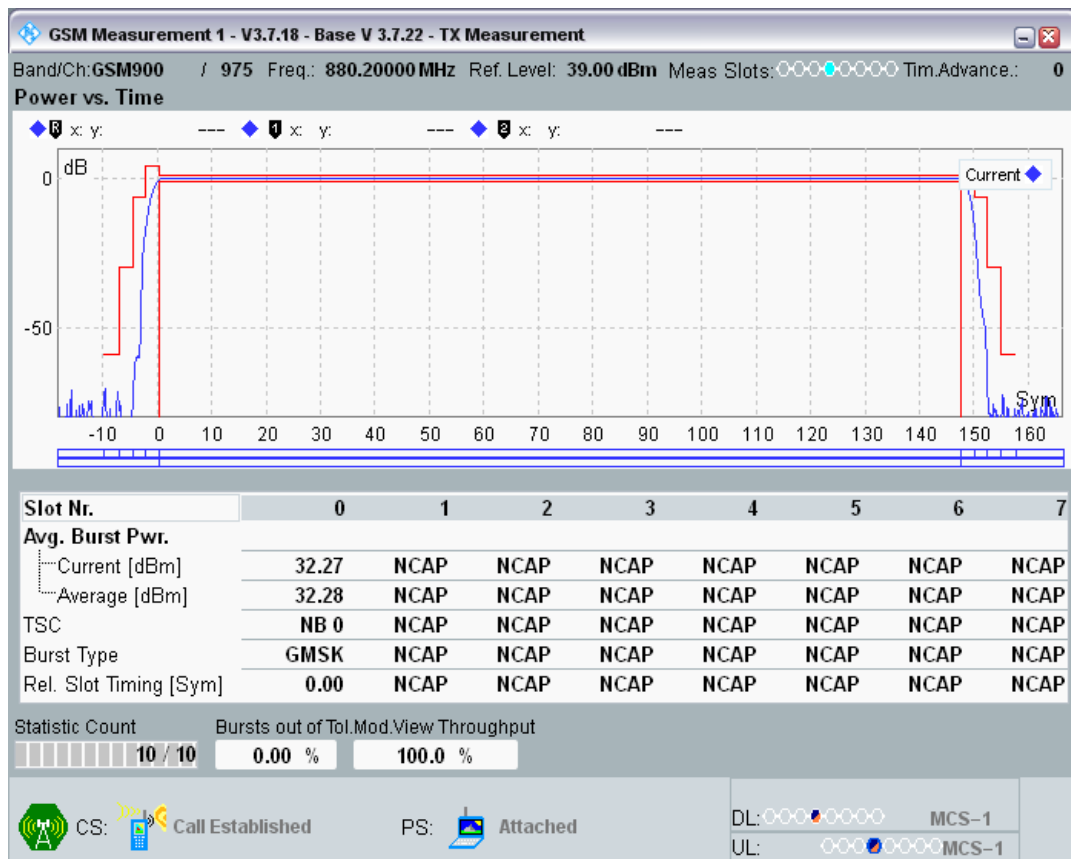 GSM Measurement 1 - V3.7.18 - Base V 3.7.22 - TX Measurement
Band/Ch:GSM900 / 975 Freq.: 880.20000 MHz Ref. Level: 39.00 dBm Meas Slots: Tim.Advance.: 0
Power vs. Time
R x: y: --- 1 x: y: --- 2 x: y: ---
dB
Current
0
-50
Sym
-10 0 10 20 30 40 50 60 70 80 90 100 110 120 130 140 150 160
Slot Nr. 0 1 2 3 4 5 6 7
Avg. Burst Pwr.
Current [dBm] 32.27 NCAP NCAP NCAP NCAP NCAP NCAP NCAP
Average [dBm] 32.28 NCAP NCAP NCAP NCAP NCAP NCAP NCAP
TSC NB 0 NCAP NCAP NCAP NCAP NCAP NCAP NCAP
Burst Type GMSK NCAP NCAP NCAP NCAP NCAP NCAP NCAP
Rel. Slot Timing [Sym] 0.00 NCAP NCAP NCAP NCAP NCAP NCAP NCAP
Statistic Count Bursts out of Tol.Mod.View Throughput
10 / 10 0.00 % 100.0 %
CS: Call Established PS: Attached DL: MCS-1
UL: MCS-1